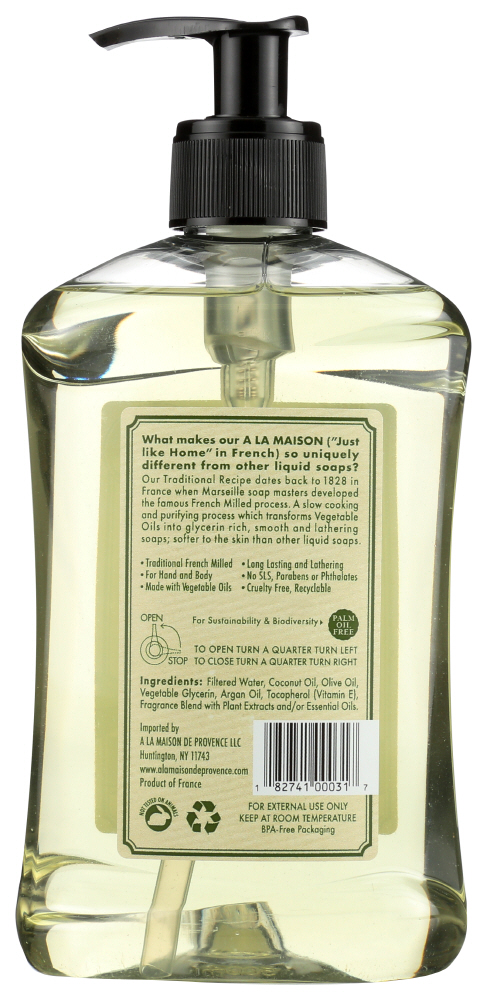 What makes our A LA MAISON ("Just
like Home" in French) so uniquely
different from other liquid soaps?
Our Traditional Recipe dates back to 1828 in
France when Marseille soap masters developed
the famous French Milled process. A slow cooking
and purifying process which transforms Vegetable
Oils into glycerin rich, smooth and lathering
soaps; softer to the skin than other liquid soaps.
• Traditional French Milled • Long Lasting and Lathering
• For Hand and Body • No SLS, Parabens or Phthalates
• Made with Vegetable Oils • Cruelty Free, Recyclable
OPEN
STOP
For Sustainability & Biodiversity
PALM
OIL
FREE
TO OPEN TURN A QUARTER TURN LEFT
TO CLOSE TURN A QUARTER TURN RIGHT
Ingredients: Filtered Water, Coconut Oil, Olive Oil,
Vegetable Glycerin, Argan Oil, Tocopherol (Vitamin E),
Fragrance Blend with Plant Extracts and/or Essential Oils.
Imported by
A LA MAISON DE PROVENCE LLC
Huntington, NY 11743
www.alamaisondeprovence.com
Product of France
NOT TESTED ON ANIMALS
1 82741 00031 7
FOR EXTERNAL USE ONLY
KEEP AT ROOM TEMPERATURE
BPA-Free Packaging